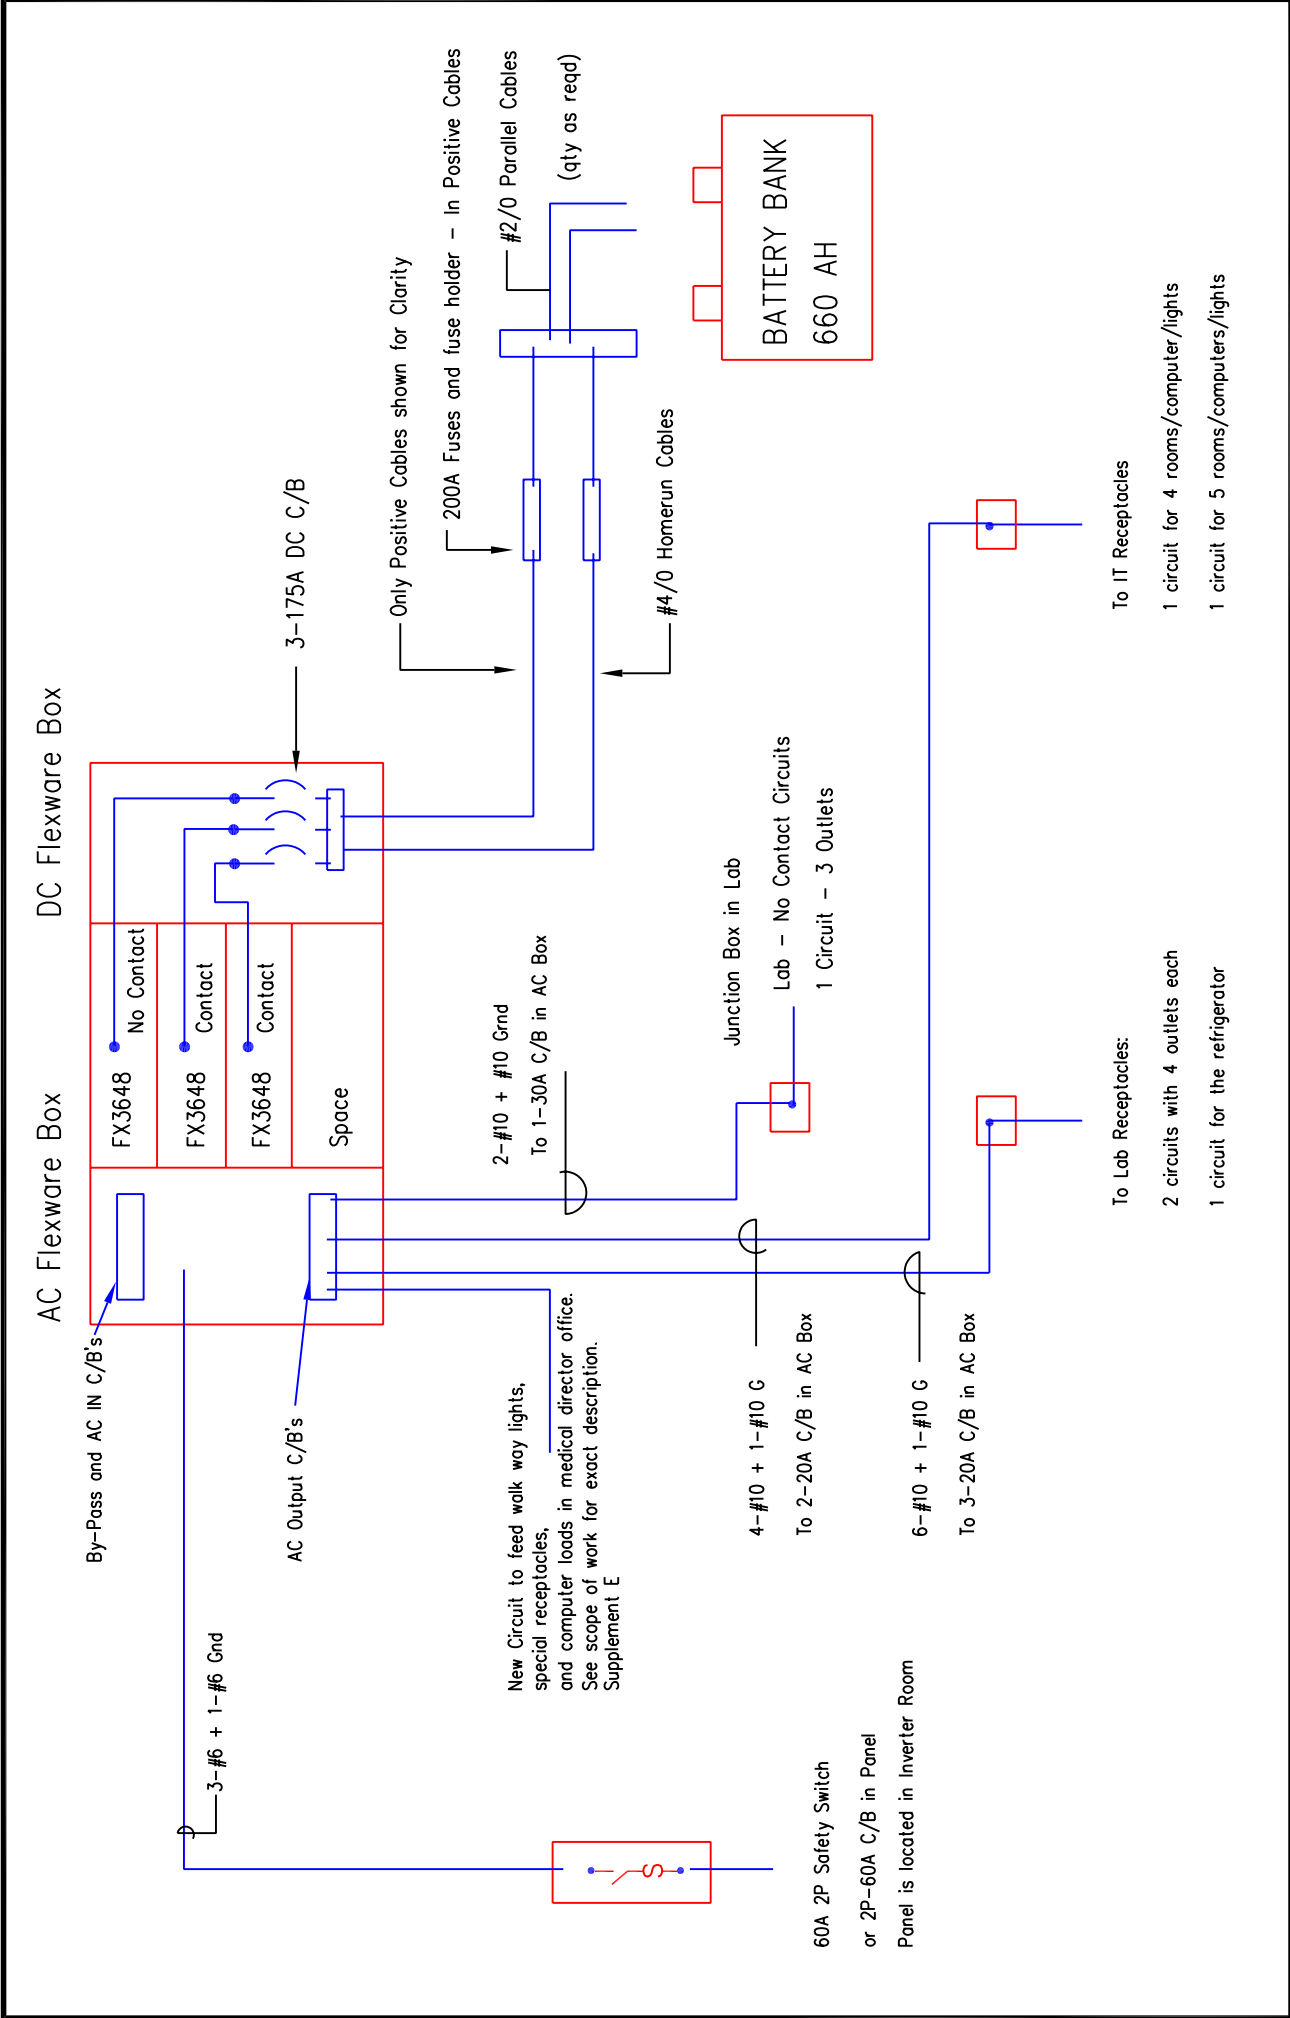 AC Flexware Box
DC Flexware Box
By-Pass and AC IN C/B's
FX3648
No Contact
FX3648
Contact
FX3648
Contact
Space
3-175A DC C/B
3-#6 + 1-#6 Gnd
AC Output C/B's
Only Positive Cables shown for Clarity
200A Fuses and fuse holder - In Positive Cables
#2/0 Parallel Cables
(qty as reqd)
#4/0 Homerun Cables
BATTERY BANK
660 AH
2-#10 + #10 Grnd
To 1-30A C/B in AC Box
New Circuit to feed walk way lights,
special receptacles,
and computer loads in medical director office.
See scope of work for exact description.
Supplement E
Junction Box in Lab
Lab - No Contact Circuits
1 Circuit - 3 Outlets
4-#10 + 1-#10 G
To 2-20A C/B in AC Box
6-#10 + 1-#10 G
To 3-20A C/B in AC Box
S
60A 2P Safety Switch
or 2P-60A C/B in Panel
Panel is located in Inverter Room
To Lab Receptacles:
2 circuits with 4 outlets each
1 circuit for the refrigerator
To IT Receptacles
1 circuit for 4 rooms/computer/lights
1 circuit for 5 rooms/computers/lights